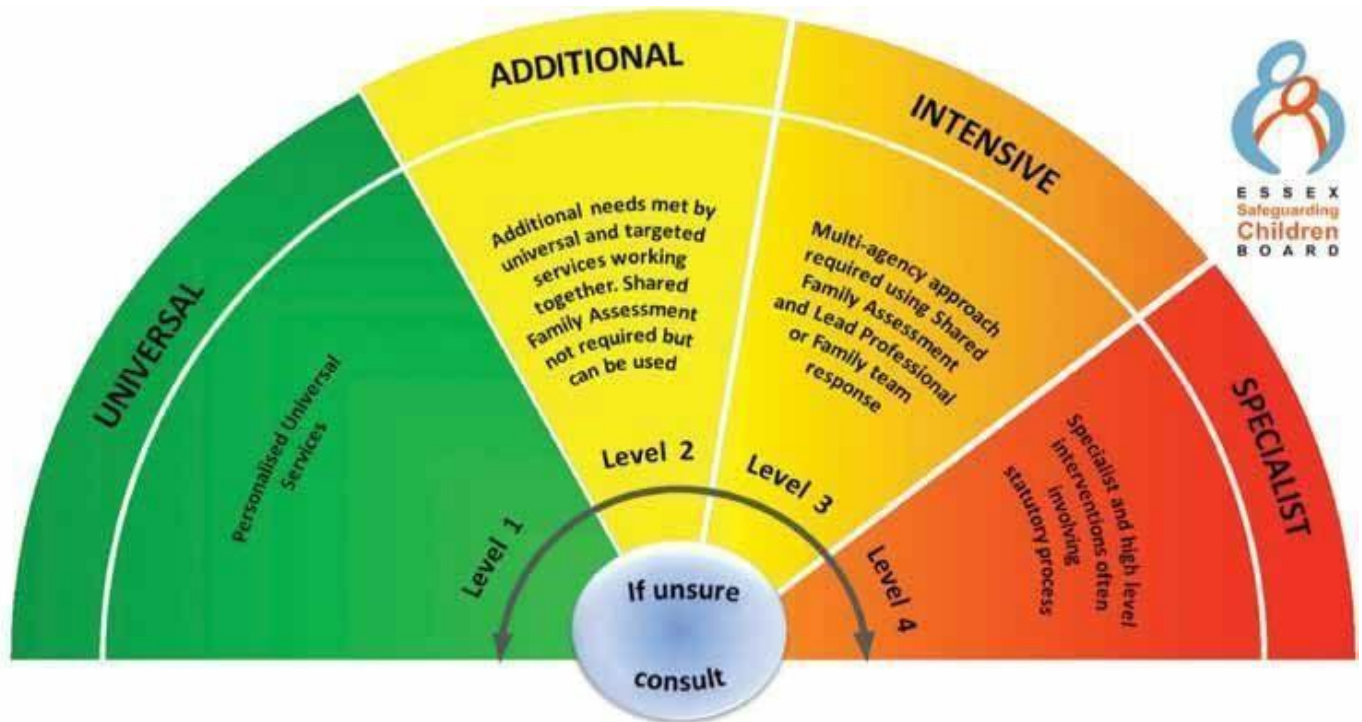 UNIVERSAL
Personalised Universal
Services
Level 1
ADDITIONAL
Additional needs met by
universal and targeted
services working
together. Shared
Family Assessment
not required but
can be used
Level 2
INTENSIVE
Multi-agency approach
required using Shared
Family Assessment
and Lead Professional
or Family team
response
Level 3
SPECIALIST
Specialist and high level
interventions often
involving
statutory process
Level 4
If unsure
consult
ESSEX
Safeguarding
Children
BOARD